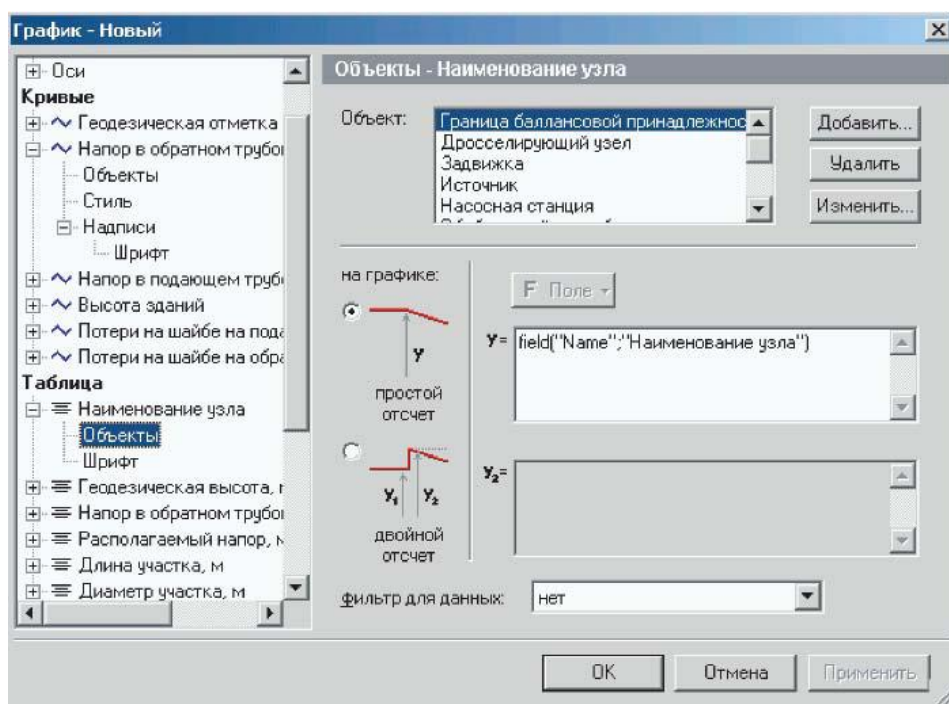 График - Новый
Оси
Кривые
Геодезическая отметка
Напор в обратном трубо
Объекты
Стиль
Надписи
Шрифт
Напор в подающем труб
Высота зданий
Потери на шайбе на пода
Потери на шайбе на обра
Таблица
Наименование узла
Объекты
Шрифт
Геодезическая высота,
Напор в обратном трубо
Располагаемый напор,
Длина участка, м
Диаметр участка, м
Объекты - Наименование узла
Объект:
Граница баллансовой принадлежнос
Дросселирующий узел
Задвижка
Источник
Насосная станция
Добавить...
Удалить
Изменить...
на графике:
У
простой
отсчет
У₁ У₂
двойной
отсчет
F Поле
У= field("Name";"Наименование узла")
У₂=
фильтр для данных: нет
OK
Отмена
Применить